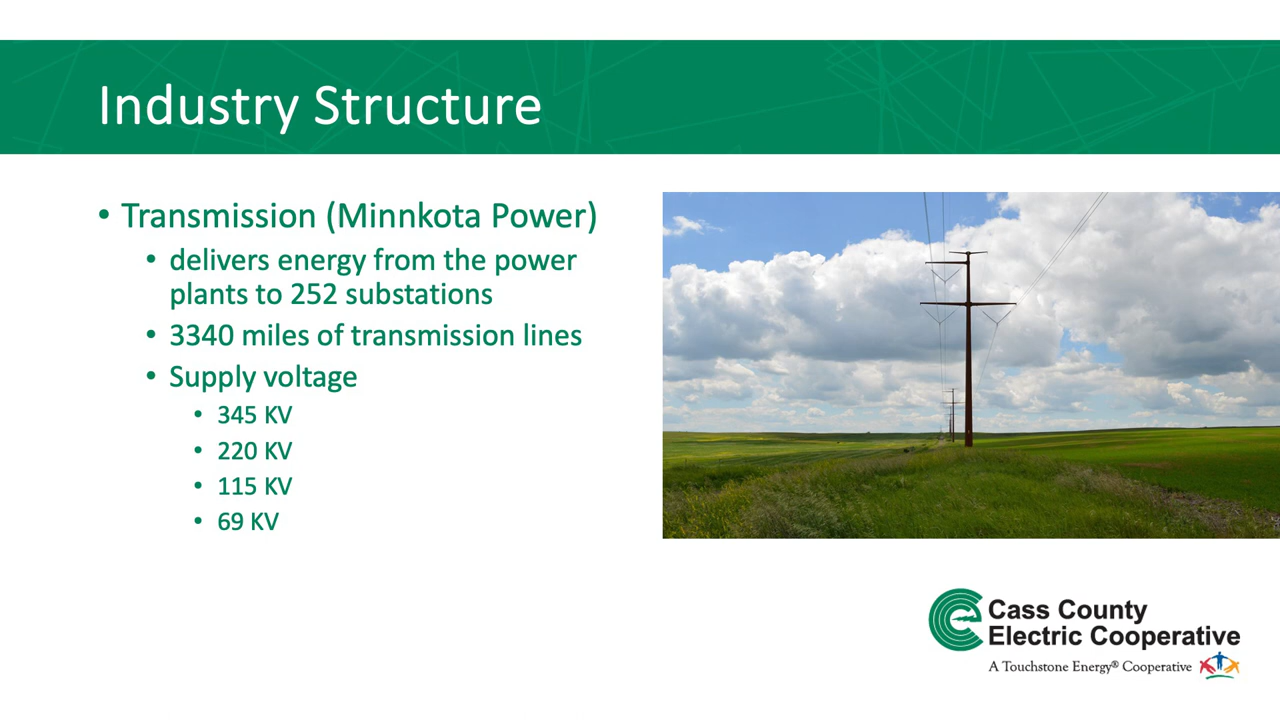 Industry Structure
• Transmission (Minnkota Power)
• delivers energy from the power
plants to 252 substations
• 3340 miles of transmission lines
• Supply voltage
• 345 KV
• 220 KV
• 115 KV
• 69 KV
Cass County
Electric Cooperative
A Touchstone Energy® Cooperative